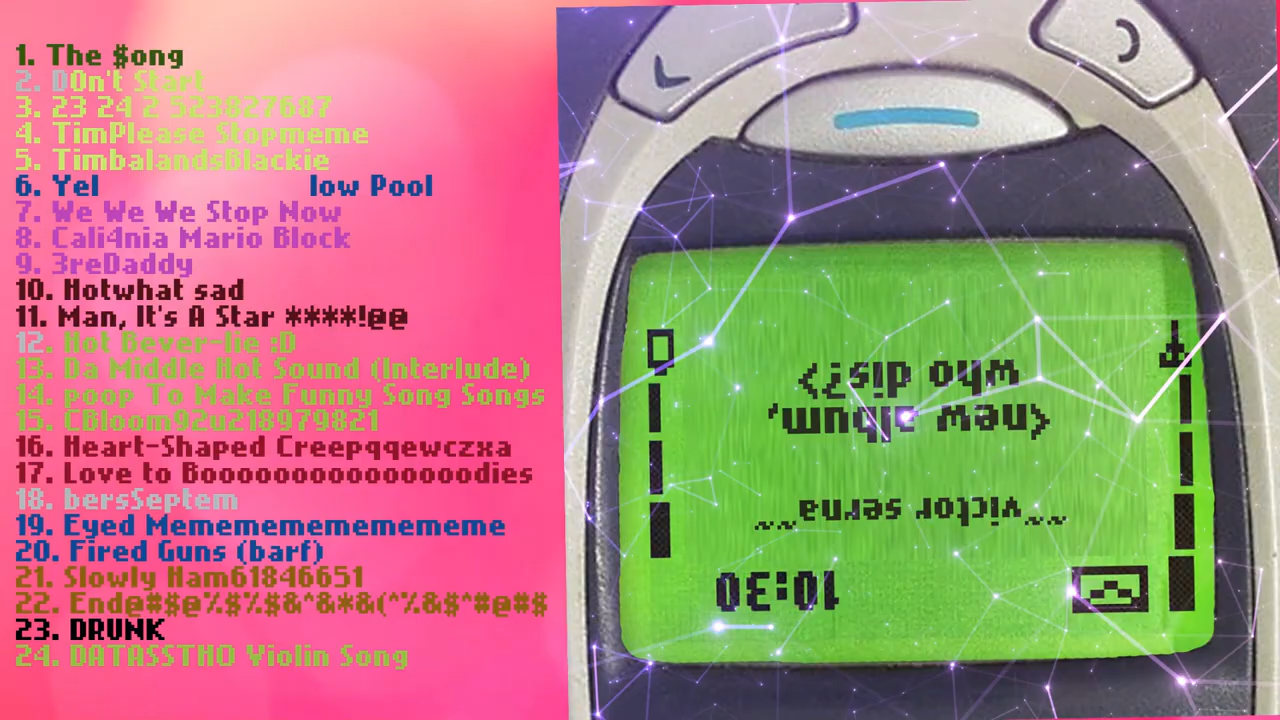 1. The $ong
2. D0n't Start
3. 23 24 2 523827687
4. TimPlease Stopmeme
5. TimbalandsBlackie
6. Yel low Pool
7. We We We Stop Now
8. Cali4nia Mario Block
9. 3reDaddy
10. Hotwhat sad
11. Man, It's A Star ****!@@
12. Hot Bever-lie :D
13. Da Middle Hot Sound (Interlude)
14. poop To Make Funny Song Songs
15. CBloom92u218979821
16. Heart-Shaped Creepqqewczxa
17. Love to Booooooooooooooodies
18. bersSeptem
19. Eyed Memememememememe
20. Fired Guns (barf)
21. Slowly Ham61846651
22. End@#$@%$%$&^&*&(^%&$^#@#$
23. DRUNK
24. DATASSTHO Violin Song
10:30
~~victor serna~~
<new album,
who dis?>